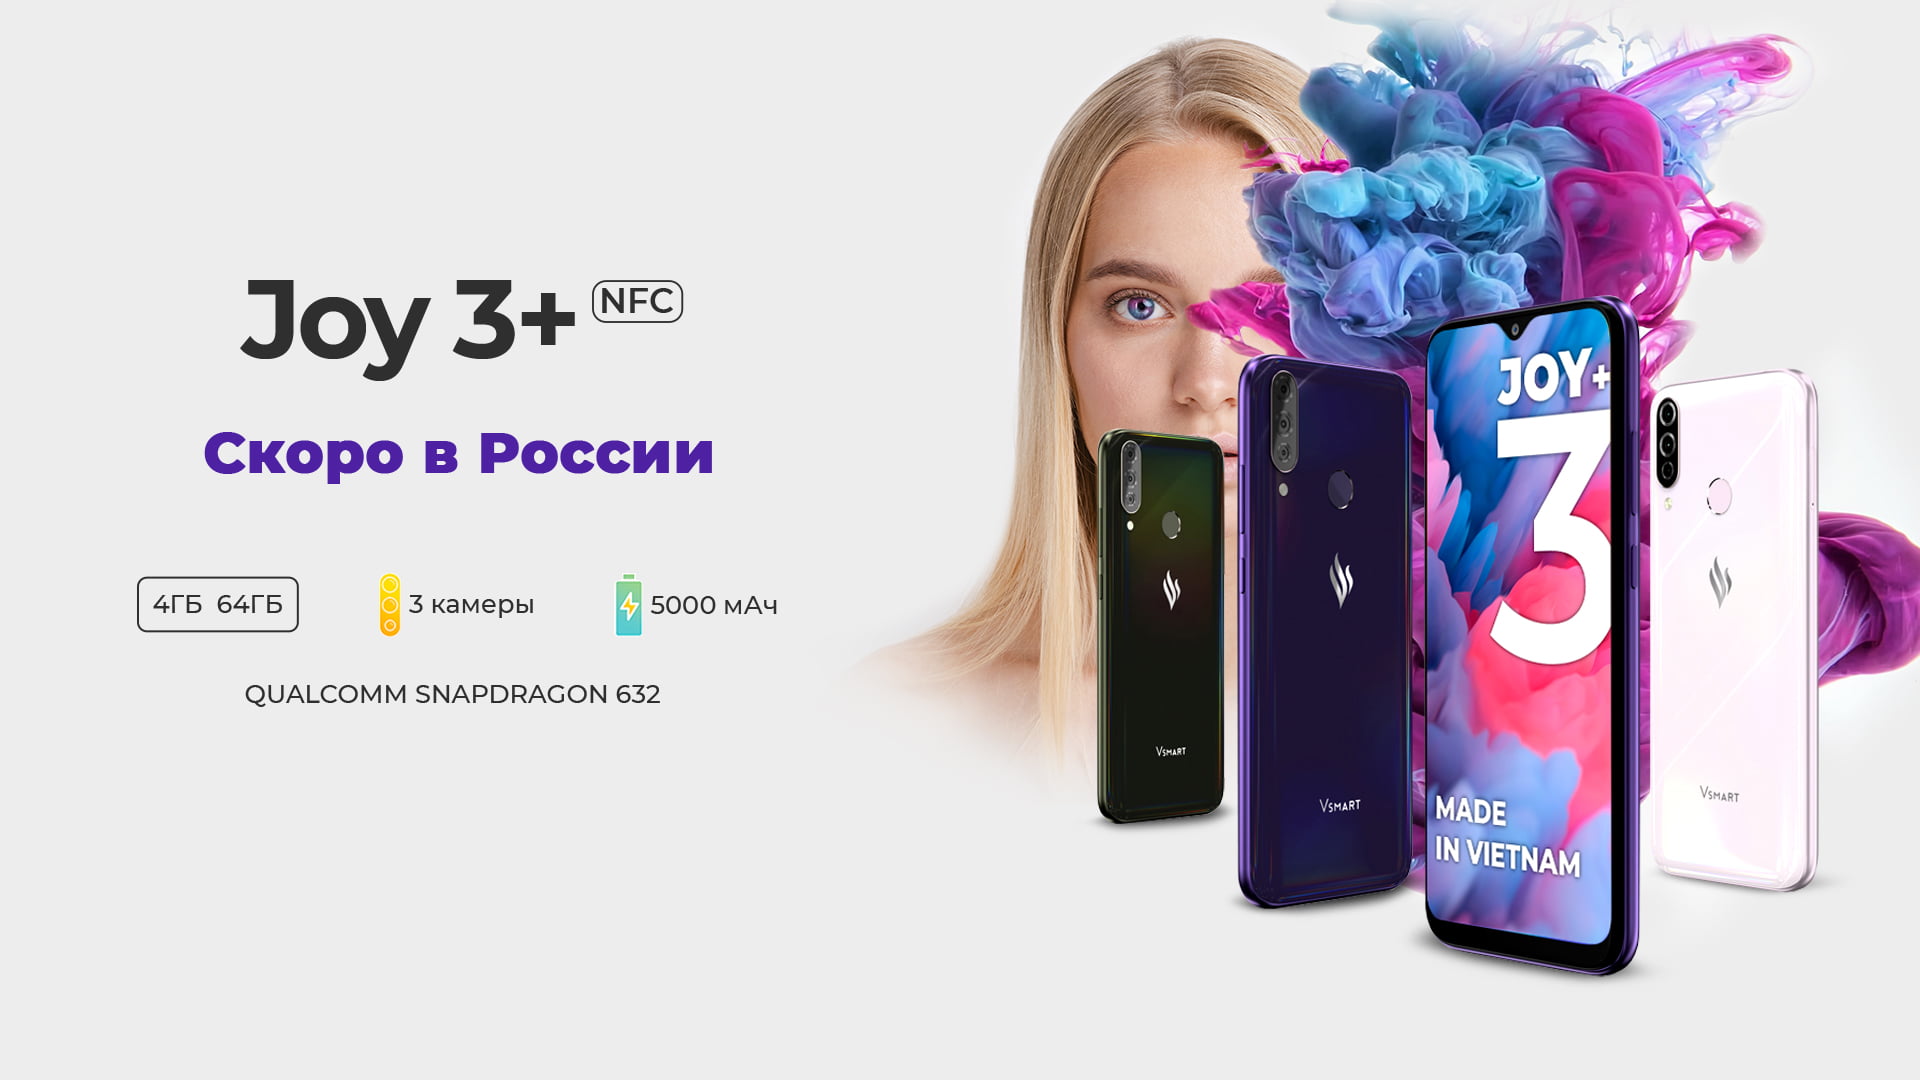 Joy 3+ NFC
Скоро в России
4ГБ 64ГБ
3 камеры
5000 мАч
QUALCOMM SNAPDRAGON 632
VSMART
VSMART
JOY+
3
MADE
IN VIETNAM
VSMART